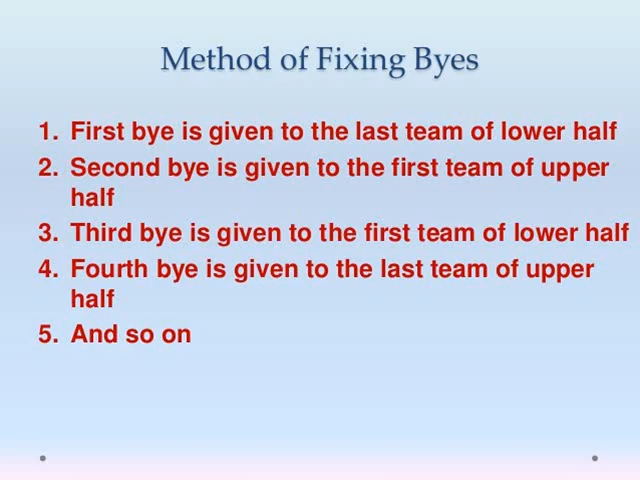 Method of Fixing Byes
1. First bye is given to the last team of lower half
2. Second bye is given to the first team of upper
half
3. Third bye is given to the first team of lower half
4. Fourth bye is given to the last team of upper
half
5. And so on